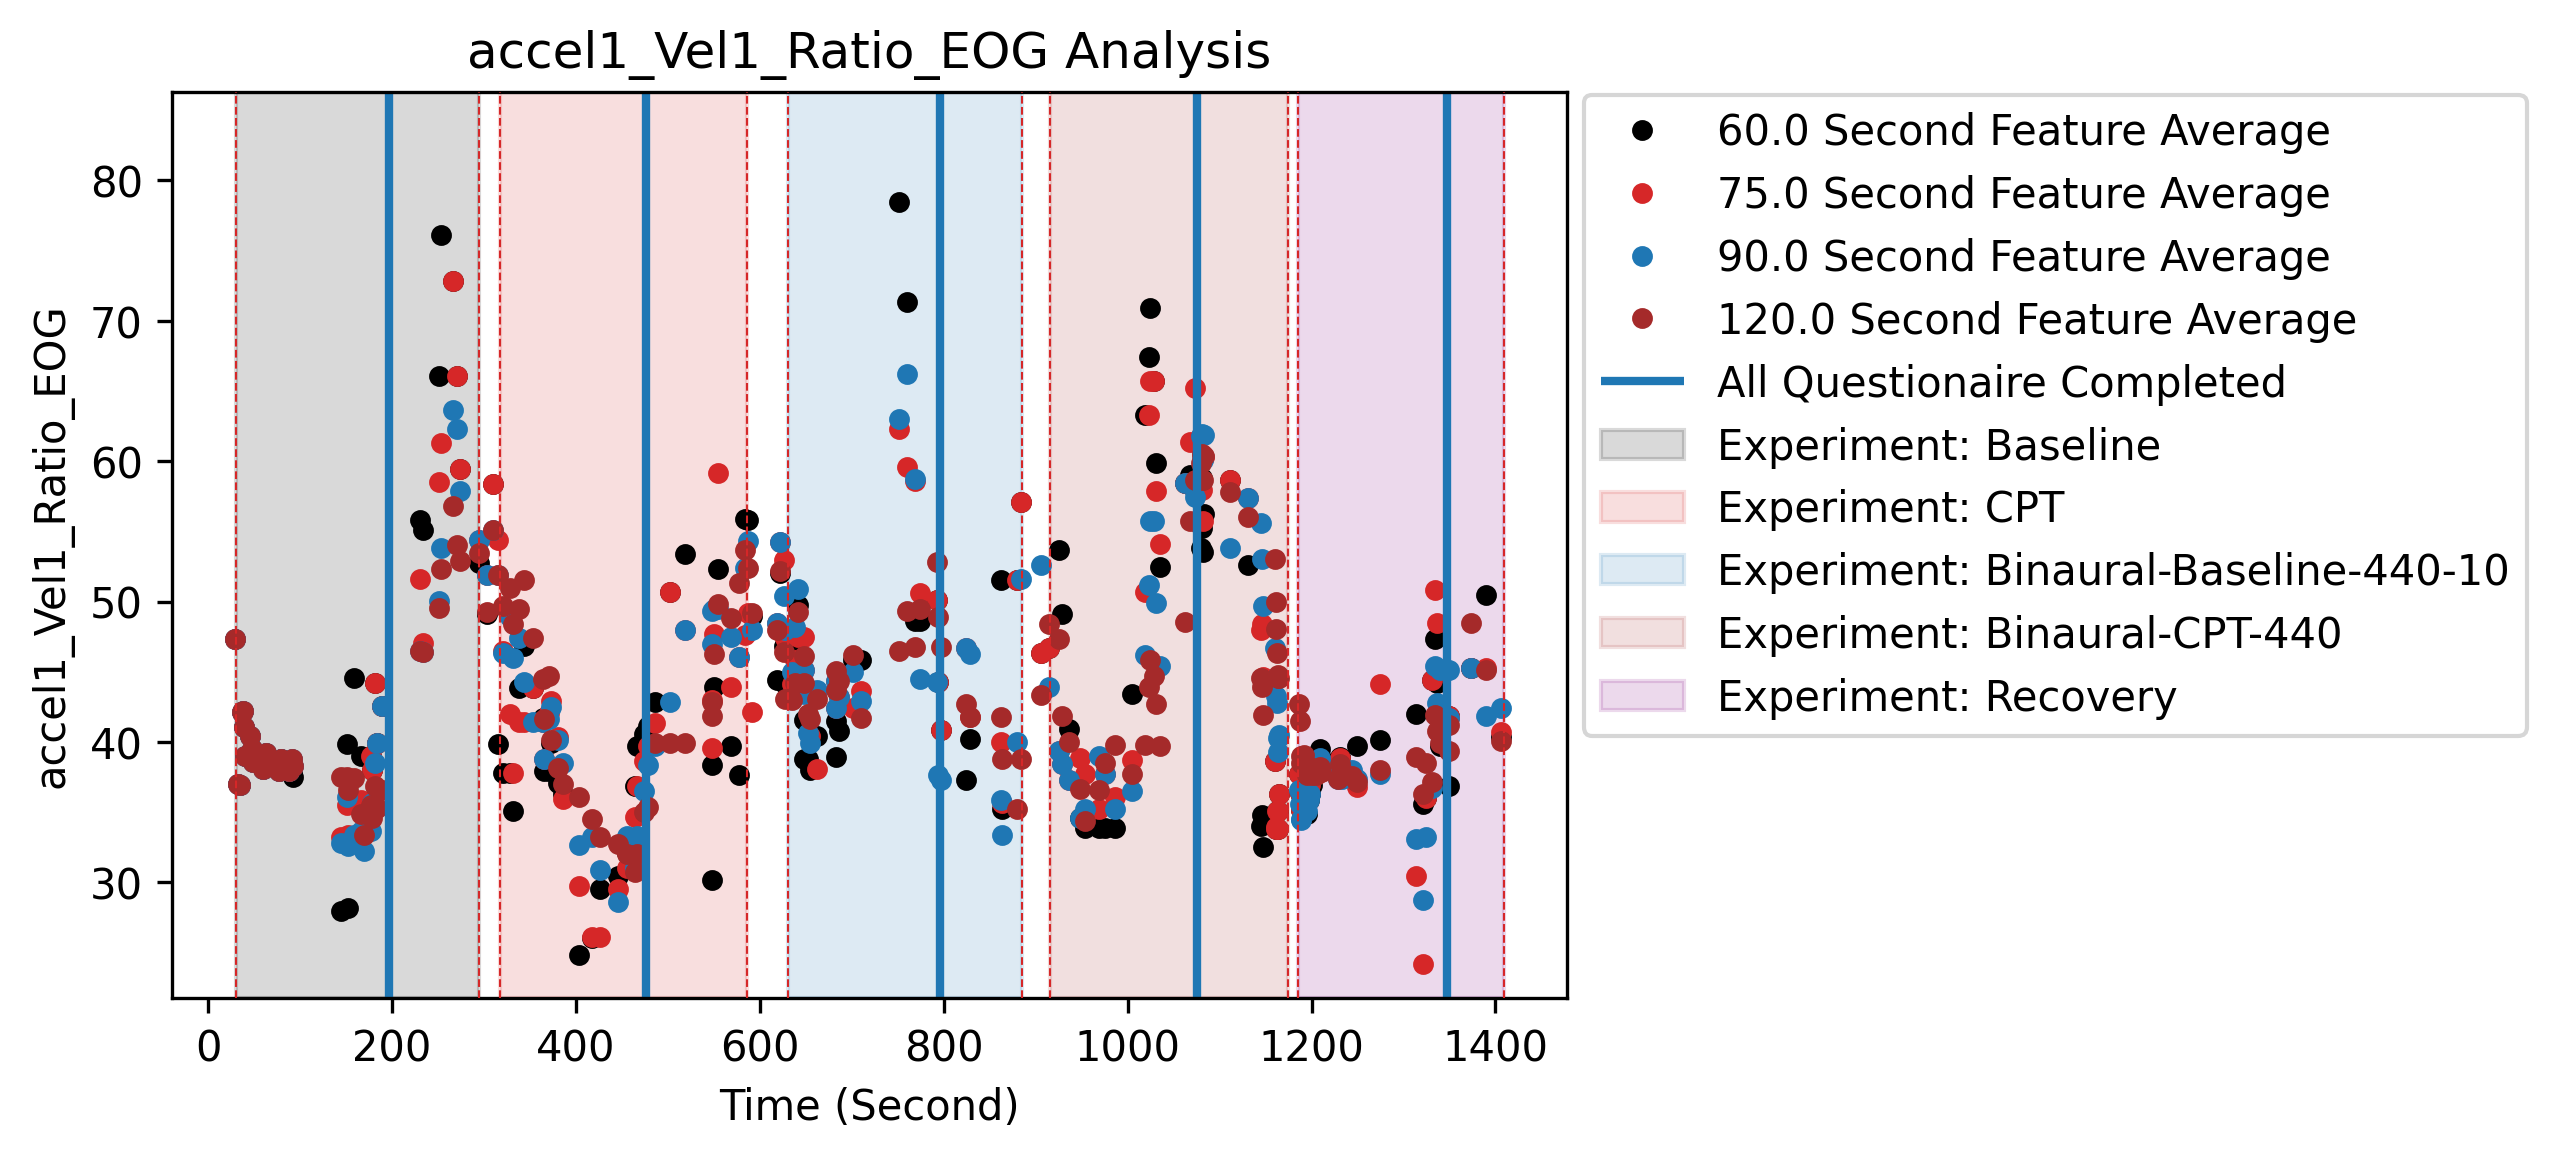 accel1_Vel1_Ratio_EOG Analysis
accel1_Vel1_Ratio_EOG
80
70
60
50
40
30
0 200 400 600 800 1000 1200 1400
Time (Second)
60.0 Second Feature Average
75.0 Second Feature Average
90.0 Second Feature Average
120.0 Second Feature Average
All Questionaire Completed
Experiment: Baseline
Experiment: CPT
Experiment: Binaural-Baseline-440-10
Experiment: Binaural-CPT-440
Experiment: Recovery